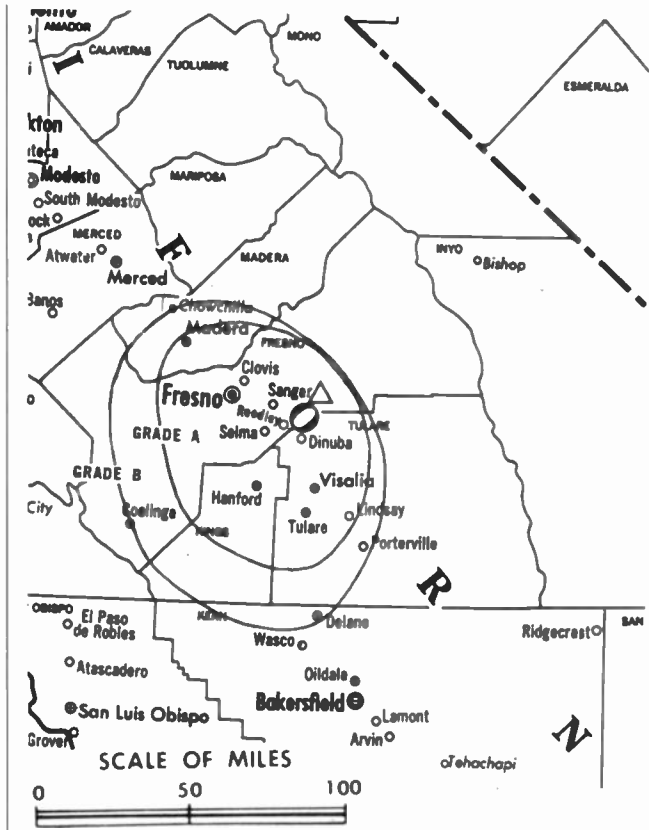 AMADOR
CALAVERAS
MONO
I
TUOLUMNE
ESMERALDA
kton
teca
Modesto
South Modesto
ock
MARIPOSA
MERCED
F
Atwater
Merced
MADERA
INYO
Bishop
Banos
Chowchilla
Madera
FRESNO
Clovis
Fresno
Sanger
Reedley
TULARE
GRADE A
Selma
Dinuba
GRADE B
Visalia
Hanford
City
Coalinga
Tulare
Lindsay
KINGS
Porterville
R
OBISPO
KERN
El Paso
de Robles
Delano
Ridgecrest
SAN
Wasco
Atascadero
Oildale
Bakersfield
San Luis Obispo
Lamont
N
Grover
Arvin
SCALE OF MILES
Tehachapi
0 50 100